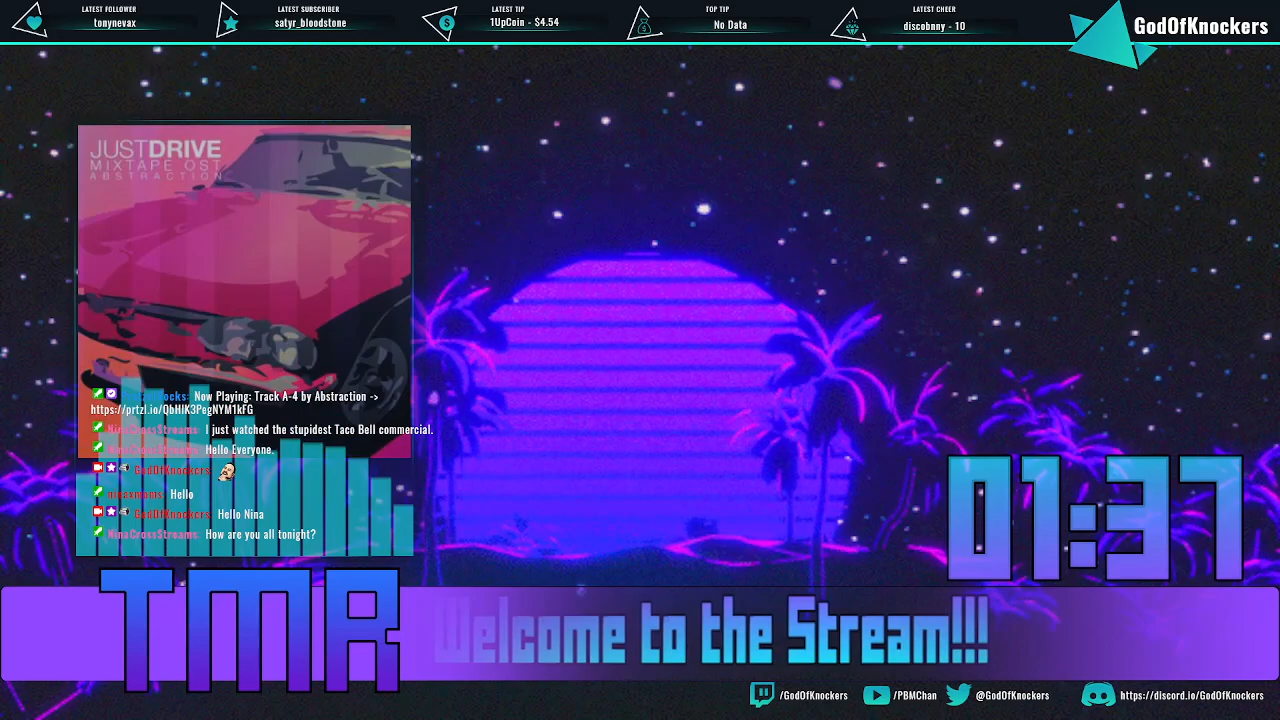 LATEST FOLLOWER
tonynevax
LATEST SUBSCRIBER
satyr_bloodstone
LATEST TIP
1UpCoin - $4.54
TOP TIP
No Data
LATEST CHEER
discobnny - 10
GodOfKnockers
JUSTDRIVE
MIXTAPE OST
ABSTRACTION
Now Playing: Track A-4 by Abstraction ->
https://prtzl.io/QbHlK3PegNYM1kFG
NinaCrossStreams: I just watched the stupidest Taco Bell commercial.
NinaCrossStreams: Hello Everyone.
GodOfKnockers:
Hello
GodOfKnockers: Hello Nina
NinaCrossStreams: How are you all tonight?
01:37
TMR
Welcome to the Stream!!!
/GodOfKnockers
/PBMChan
@GodOfKnockers
https://discord.io/GodOfKnockers